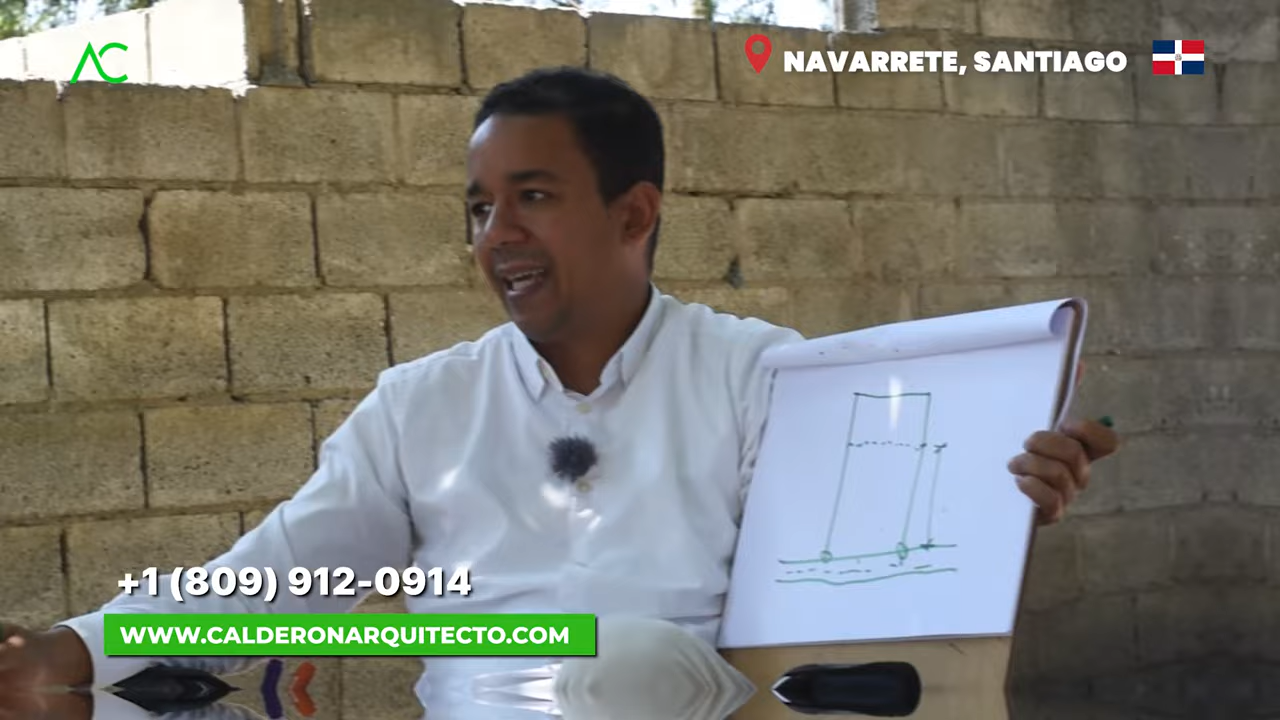 AC
NAVARRETE, SANTIAGO
+1 (809) 912-0914
WWW.CALDERONARQUITECTO.COM